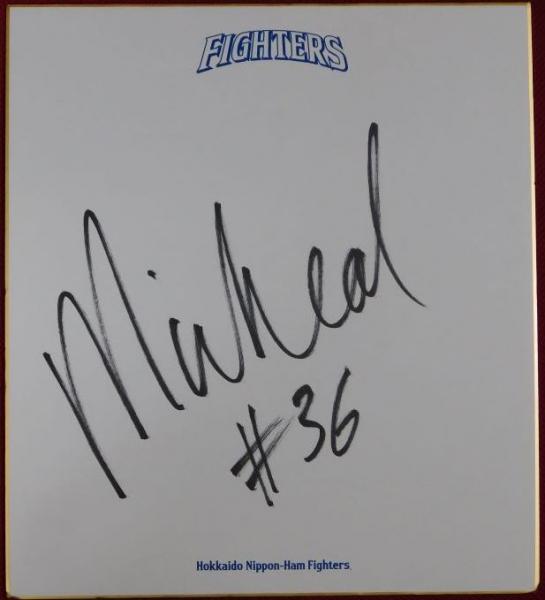 FIGHTERS
Micheal
#36
Hokkaido Nippon-Ham Fighters